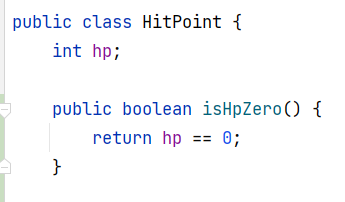 public class HitPoint {
    int hp;

    public boolean isHpZero() {
        return hp == 0;
    }